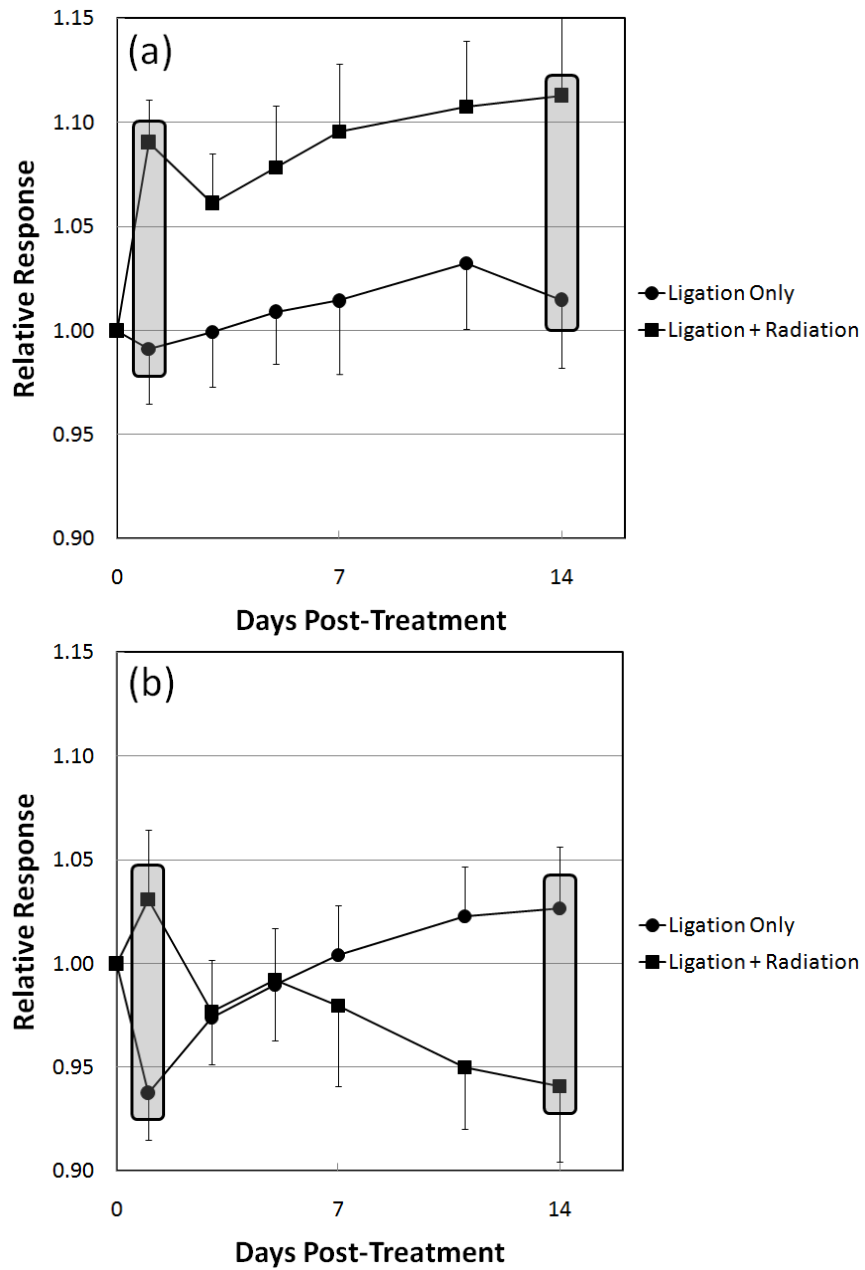 (a)
1.15
1.10
1.05
1.00
0.95
0.90
Relative Response
0
7
14
Days Post-Treatment
Ligation Only
Ligation + Radiation
(b)
1.15
1.10
1.05
1.00
0.95
0.90
Relative Response
0
7
14
Days Post-Treatment
Ligation Only
Ligation + Radiation